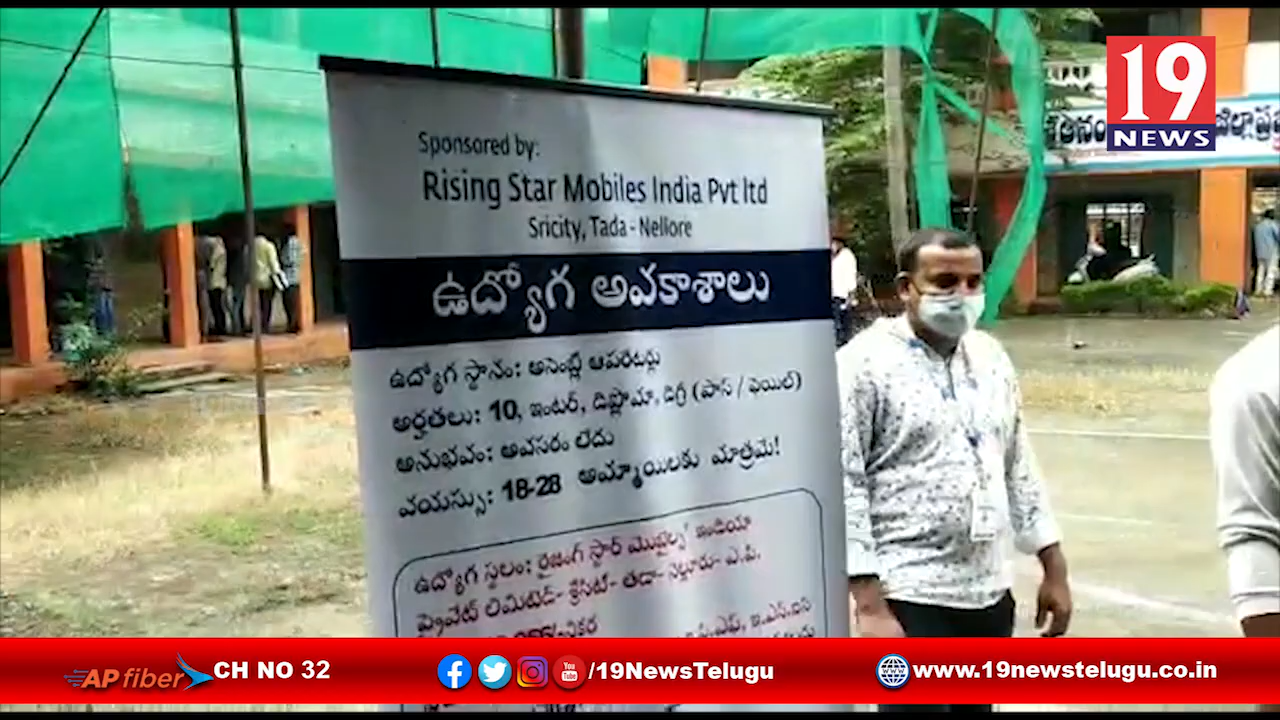 19
NEWS
Sponsored by:
Rising Star Mobiles India Pvt ltd
Sricity, Tada - Nellore
ఉద్యోగ అవకాశాలు
ఉద్యోగ స్థానం: అసెంబ్లీ ఆపరేటర్లు
అర్హతలు: 10, ఇంటర్, డిప్లొమా, డిగ్రీ (పాస్ / ఫెయిల్)
అనుభవం: అవసరం లేదు
వయస్సు: 18-28 అమ్మాయిలకు మాత్రమే!
ఉద్యోగ స్థలం: రైజింగ్ స్టార్ మొబైల్స్ ఇండియా
ప్రైవేట్ లిమిటెడ్- శ్రీసిటీ- తడా- నెల్లూరు- ఎ.పి.
AP fiber CH NO 32
/19NewsTelugu
www.19newstelugu.co.in